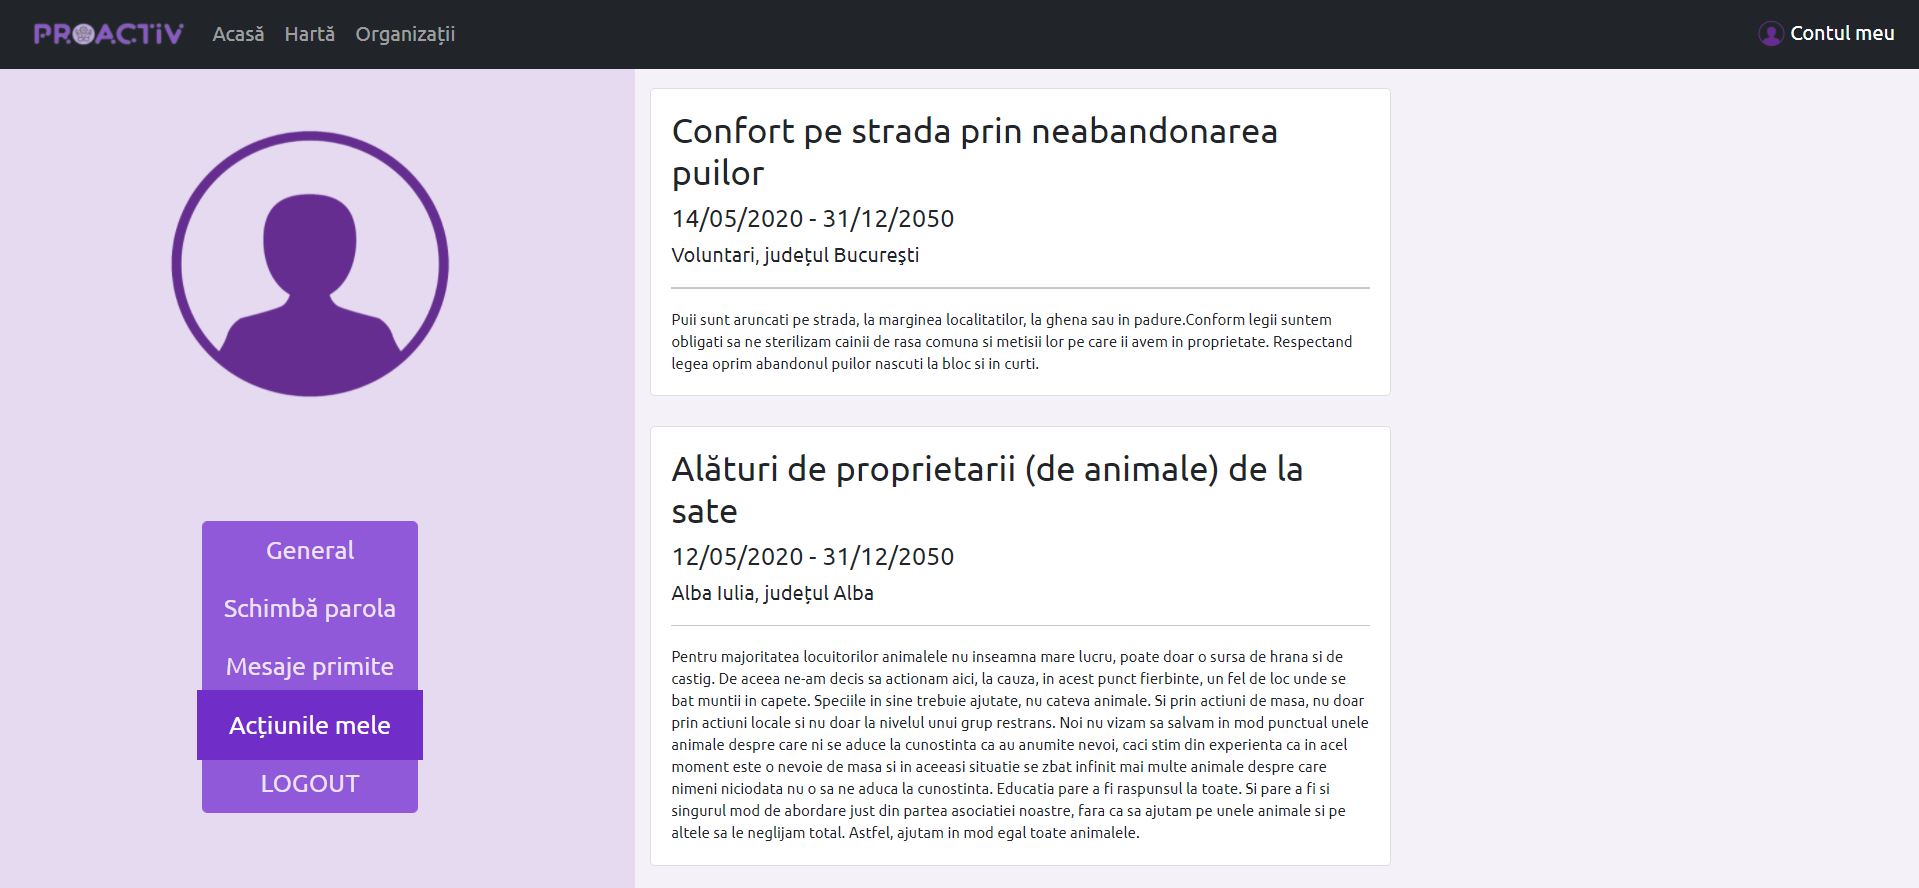 PROACTIV Acasă Hartă Organizații Contul meu
General
Schimbă parola
Mesaje primite
Acțiunile mele
LOGOUT
Confort pe strada prin neabandonarea
puilor
14/05/2020 - 31/12/2050
Voluntari, județul Bucureşti
Puii sunt aruncati pe strada, la marginea localitatilor, la ghena sau in padure.Conform legii suntem
obligati sa ne sterilizam cainii de rasa comuna si metisii lor pe care ii avem in proprietate. Respectand
legea oprim abandonul puilor nascuti la bloc si in curti.
Alături de proprietarii (de animale) de la
sate
12/05/2020 - 31/12/2050
Alba Iulia, județul Alba
Pentru majoritatea locuitorilor animalele nu inseamna mare lucru, poate doar o sursa de hrana si de
castig. De aceea ne-am decis sa actionam aici, la cauza, in acest punct fierbinte, un fel de loc unde se
bat muntii in capete. Speciile in sine trebuie ajutate, nu cateva animale. Si prin actiuni de masa, nu doar
prin actiuni locale si nu doar la nivelul unui grup restrans. Noi nu vizam sa salvam in mod punctual unele
animale despre care ni se aduce la cunostinta ca au anumite nevoi, caci stim din experienta ca in acel
moment este o nevoie de masa si in aceeasi situatie se zbat infinit mai multe animale despre care
nimeni niciodata nu o sa ne aduca la cunostinta. Educatia pare a fi raspunsul la toate. Si pare a fi si
singurul mod de abordare just din partea asociatiei noastre, fara ca sa ajutam pe unele animale si pe
altele sa le neglijam total. Astfel, ajutam in mod egal toate animalele.